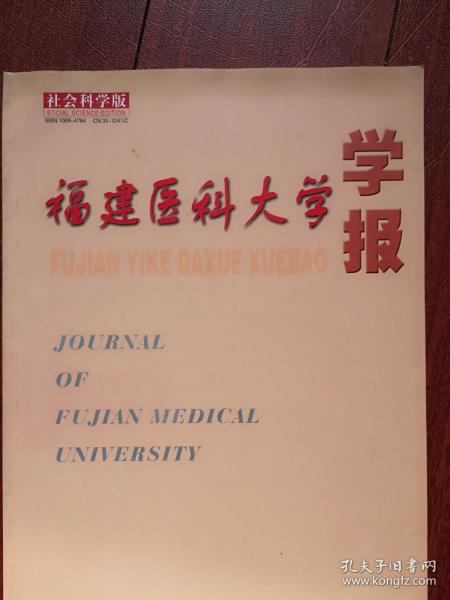 社会科学版
SOCIAL SCIENCE EDITION
ISSN 1009-4784 CN 35-1241/C
福建医科大学
学报
FUJIAN YIKE DAXUE XUEBAO
JOURNAL
OF
FUJIAN MEDICAL
UNIVERSITY
孔夫子旧书网
www.kongfz.com